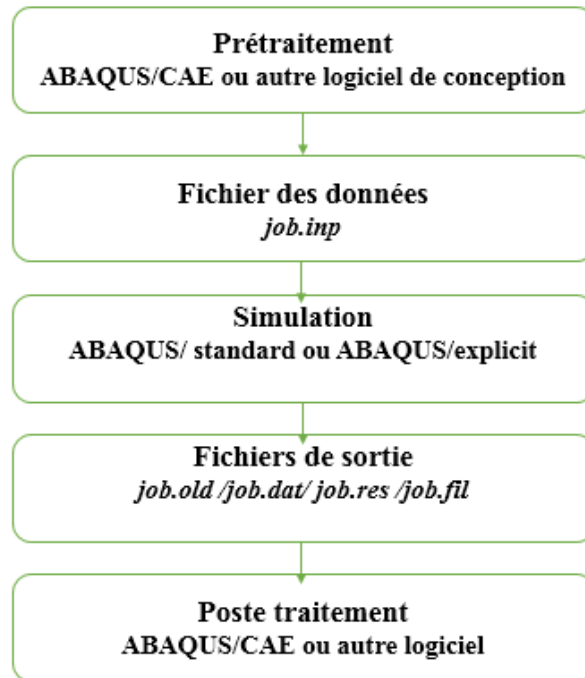 Prétraitement
ABAQUS/CAE ou autre logiciel de conception
Fichier des données
job.inp
Simulation
ABAQUS/ standard ou ABAQUS/explicit
Fichiers de sortie
job.old /job.dat/ job.res /job.fil
Poste traitement
ABAQUS/CAE ou autre logiciel